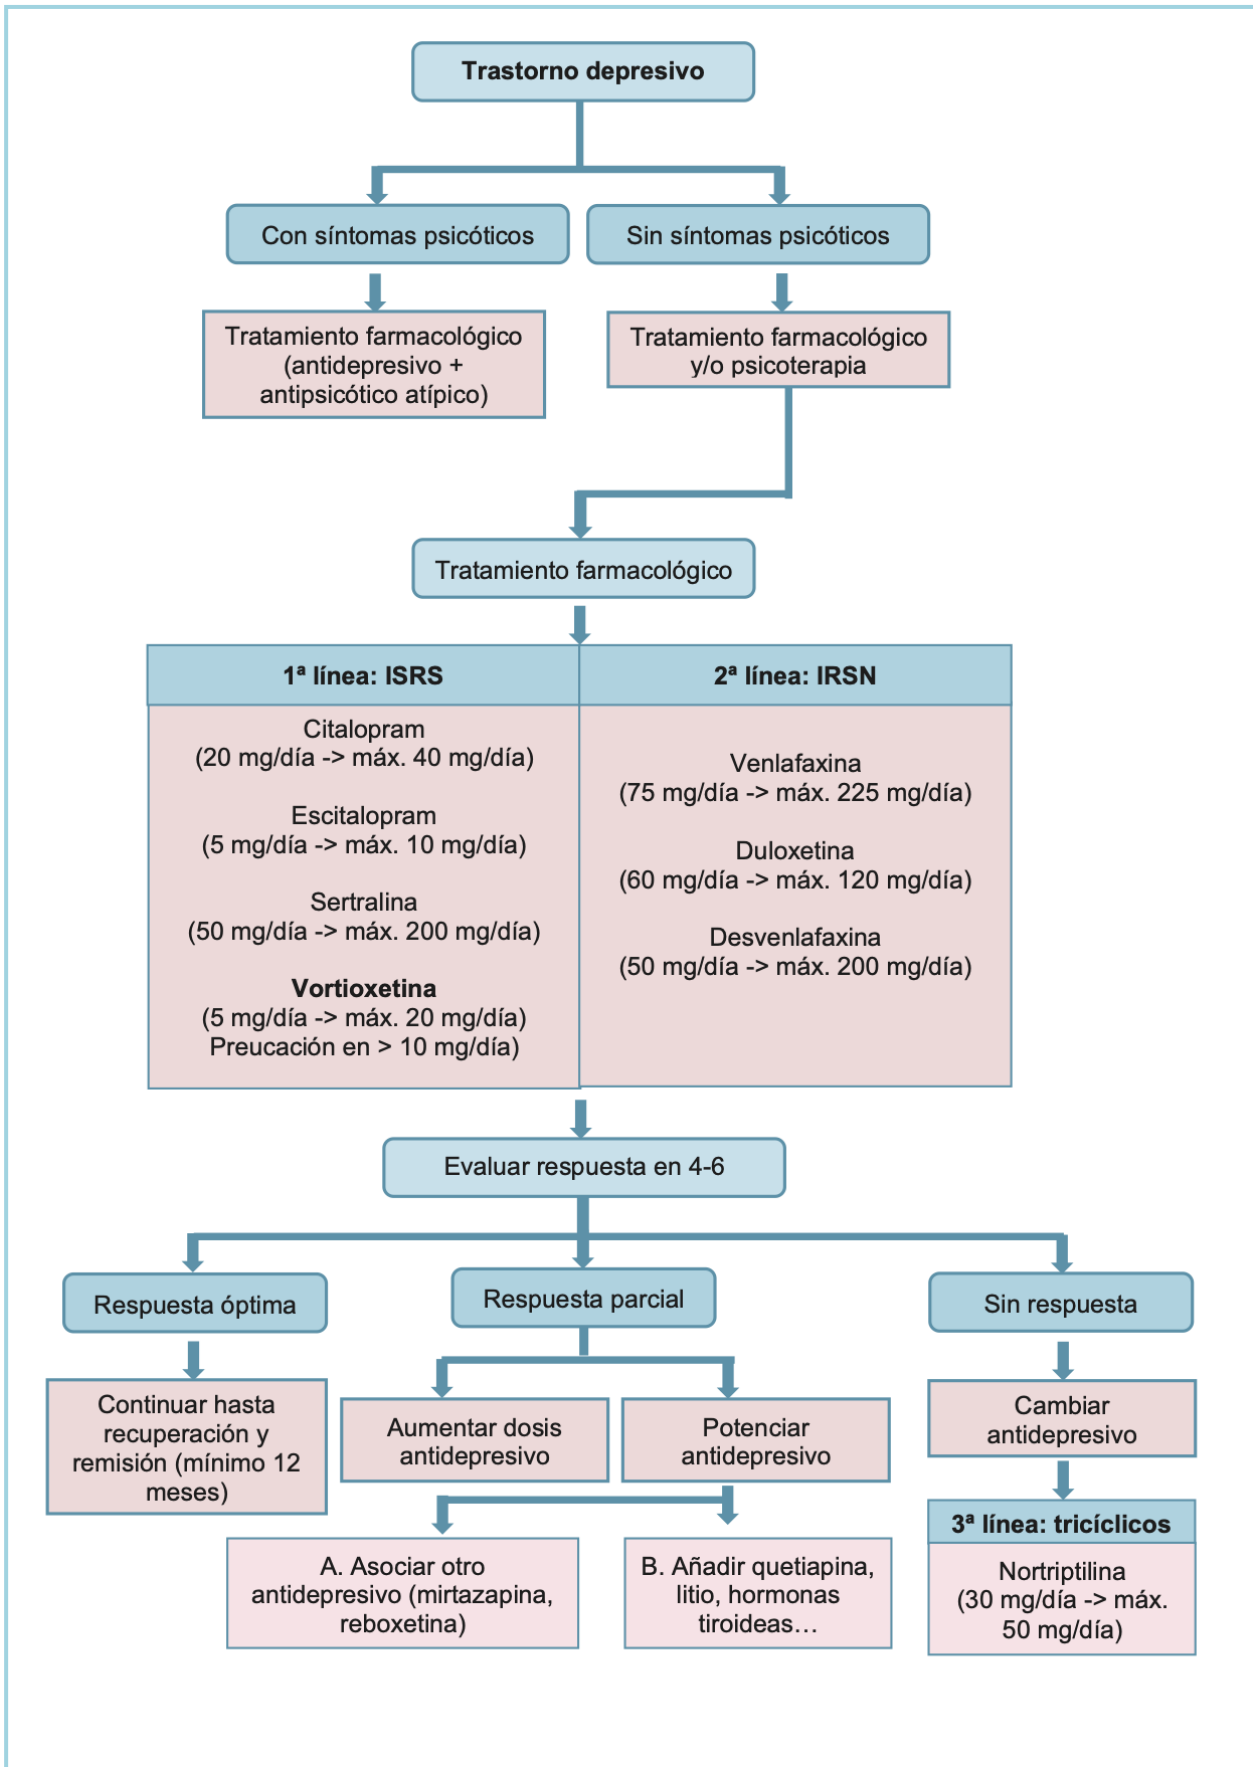 Trastorno depresivo
Con síntomas psicóticos
Sin síntomas psicóticos
Tratamiento farmacológico
(antidepresivo +
antipsicótico atípico)
Tratamiento farmacológico
y/o psicoterapia
Tratamiento farmacológico
1ª línea: ISRS
Citalopram
(20 mg/día -> máx. 40 mg/día)
Escitalopram
(5 mg/día -> máx. 10 mg/día)
Sertralina
(50 mg/día -> máx. 200 mg/día)
Vortioxetina
(5 mg/día -> máx. 20 mg/día)
Preucación en > 10 mg/día)
2ª línea: IRSN
Venlafaxina
(75 mg/día -> máx. 225 mg/día)
Duloxetina
(60 mg/día -> máx. 120 mg/día)
Desvenlafaxina
(50 mg/día -> máx. 200 mg/día)
Evaluar respuesta en 4-6
Respuesta óptima
Continuar hasta
recuperación y
remisión (mínimo 12
meses)
Respuesta parcial
Aumentar dosis
antidepresivo
Potenciar
antidepresivo
A. Asociar otro
antidepresivo (mirtazapina,
reboxetina)
B. Añadir quetiapina,
litio, hormonas
tiroideas…
Sin respuesta
Cambiar
antidepresivo
3ª línea: tricíclicos
Nortriptilina
(30 mg/día -> máx.
50 mg/día)